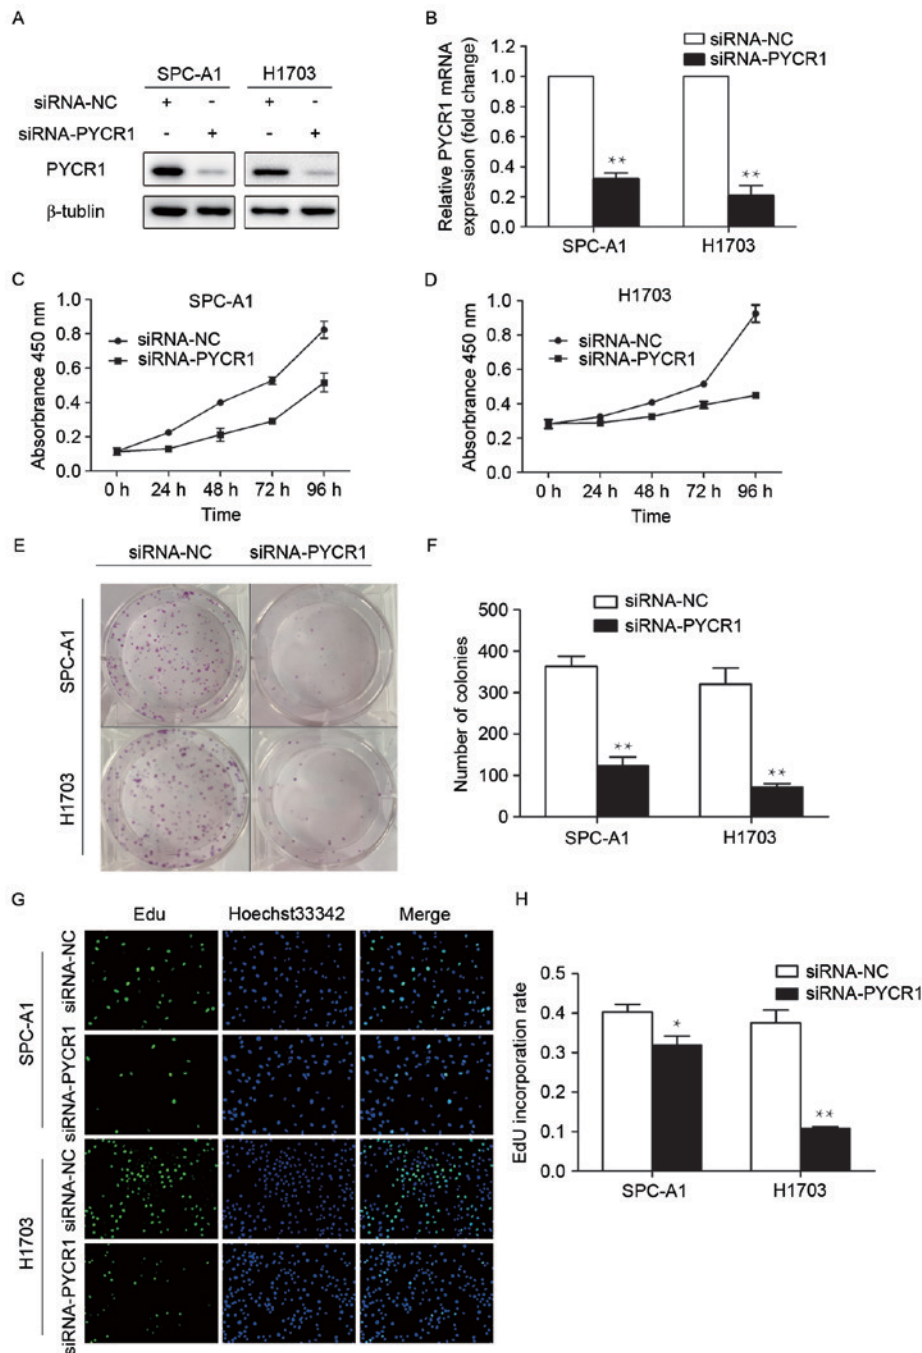 A
SPC-A1 H1703
siRNA-NC + - + -
siRNA-PYCR1 - + - +
PYCR1
β-tublin
B
siRNA-NC
siRNA-PYCR1
Relative PYCR1 mRNA
expression (fold change)
1.2
1.0
0.8
0.6
0.4
0.2
0.0
** **
SPC-A1 H1703
C
SPC-A1
siRNA-NC
siRNA-PYCR1
Absorbrance 450 nm
1.0
0.8
0.6
0.4
0.2
0.0
0 h 24 h 48 h 72 h 96 h
Time
D
H1703
siRNA-NC
siRNA-PYCR1
Absorbrance 450 nm
1.0
0.8
0.6
0.4
0.2
0.0
0 h 24 h 48 h 72 h 96 h
Time
E
siRNA-NC siRNA-PYCR1
SPC-A1
H1703
F
siRNA-NC
siRNA-PYCR1
Number of colonies
500
400
300
200
100
0
** **
SPC-A1 H1703
G
Edu Hoechst33342 Merge
SPC-A1
siRNA-NC
siRNA-PYCR1
H1703
siRNA-NC
siRNA-PYCR1
H
siRNA-NC
siRNA-PYCR1
EdU incorporation rate
0.5
0.4
0.3
0.2
0.1
0.0
* **
SPC-A1 H1703